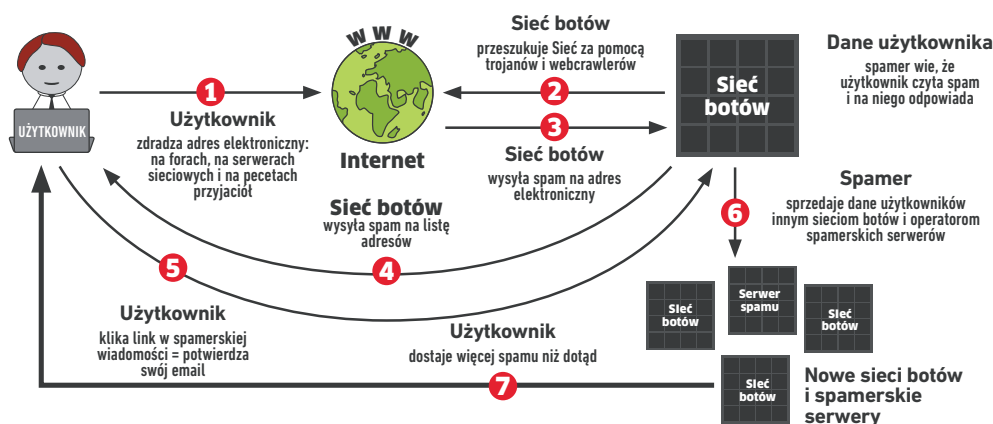 WWW
Sieć botów
przeszukuje Sieć za pomocą
trojanów i webcrawlerów
Dane użytkownika
spamer wie, że
użytkownik czyta spam
i na niego odpowiada
UŻYTKOWNIK
1
2
Sieć
botów
Użytkownik
zdradza adres elektroniczny:
na forach, na serwerach
sieciowych i na pecetach
przyjaciół
Internet
3
Sieć botów
wysyła spam na adres
elektroniczny
Sieć botów
wysyła spam na listę
adresów
4
Spamer
sprzedaje dane użytkowników
innym sieciom botów i operatorom
spamerskich serwerów
6
5
Użytkownik
klika link w spamerskiej
wiadomości = potwierdza
swój email
Użytkownik
dostaje więcej spamu niż dotąd
7
Sieć
botów
Serwer
spamu
Sieć
botów
Sieć
botów
Nowe sieci botów
i spamerskie
serwery